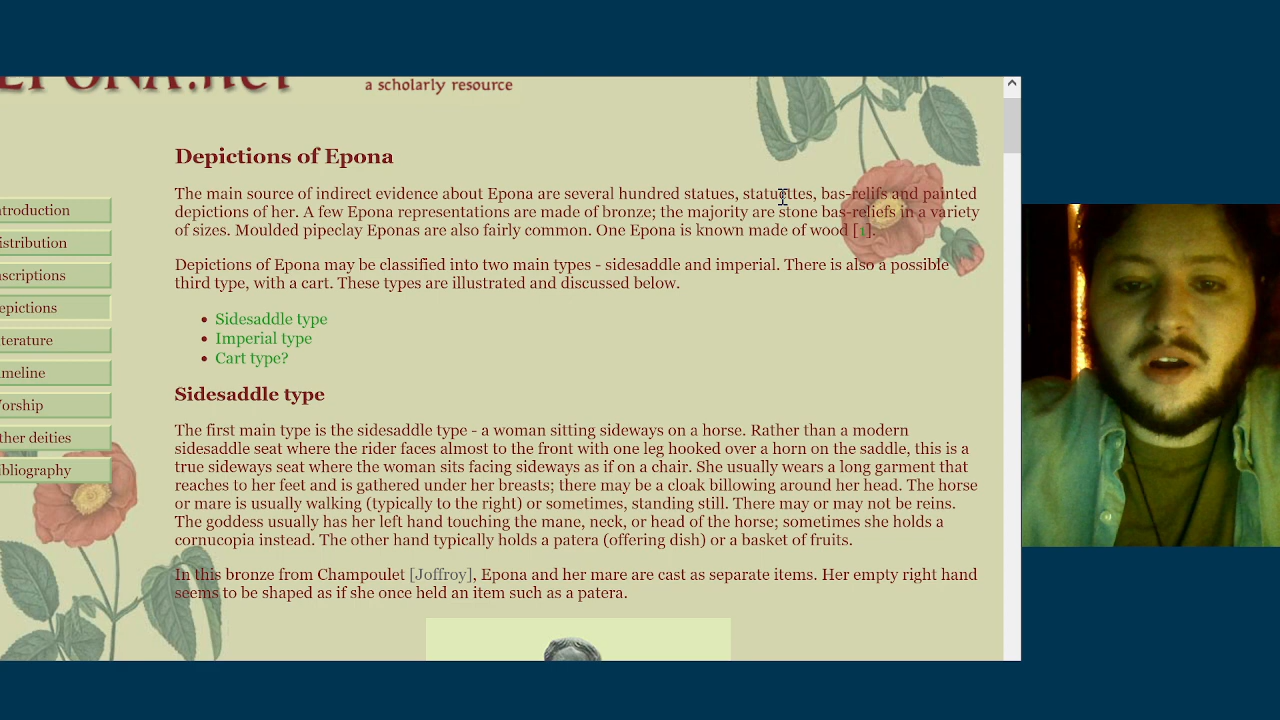 EPONA.net
a scholarly resource
Depictions of Epona
The main source of indirect evidence about Epona are several hundred statues, statuettes, bas-relifs and painted
depictions of her. A few Epona representations are made of bronze; the majority are stone bas-reliefs in a variety
of sizes. Moulded pipeclay Eponas are also fairly common. One Epona is known made of wood [1].
Depictions of Epona may be classified into two main types - sidesaddle and imperial. There is also a possible
third type, with a cart. These types are illustrated and discussed below.
Sidesaddle type
Imperial type
Cart type?
Sidesaddle type
The first main type is the sidesaddle type - a woman sitting sideways on a horse. Rather than a modern
sidesaddle seat where the rider faces almost to the front with one leg hooked over a horn on the saddle, this is a
true sideways seat where the woman sits facing sideways as if on a chair. She usually wears a long garment that
reaches to her feet and is gathered under her breasts; there may be a cloak billowing around her head. The horse
or mare is usually walking (typically to the right) or sometimes, standing still. There may or may not be reins.
The goddess usually has her left hand touching the mane, neck, or head of the horse; sometimes she holds a
cornucopia instead. The other hand typically holds a patera (offering dish) or a basket of fruits.
In this bronze from Champoulet [Joffroy], Epona and her mare are cast as separate items. Her empty right hand
seems to be shaped as if she once held an item such as a patera.
ntroduction
istribution
scriptions
epictions
terature
meline
orship
ther deities
ibliography